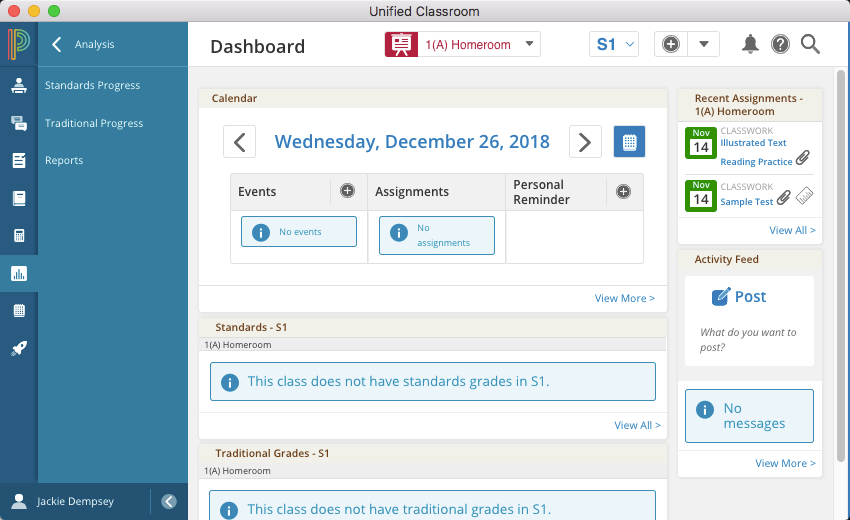 Unified Classroom
Analysis
Standards Progress
Traditional Progress
Reports
Jackie Dempsey
Dashboard
1(A) Homeroom
S1
Calendar
Wednesday, December 26, 2018
Events
Assignments
Personal
Reminder
No events
No
assignments
View More >
Standards - S1
1(A) Homeroom
This class does not have standards grades in S1.
View All >
Traditional Grades - S1
1(A) Homeroom
This class does not have traditional grades in S1.
Recent Assignments -
1(A) Homeroom
Nov
14
CLASSWORK
Illustrated Text
Reading Practice
Nov
14
CLASSWORK
Sample Test
View All >
Activity Feed
Post
What do you want to
post?
No
messages
View More >